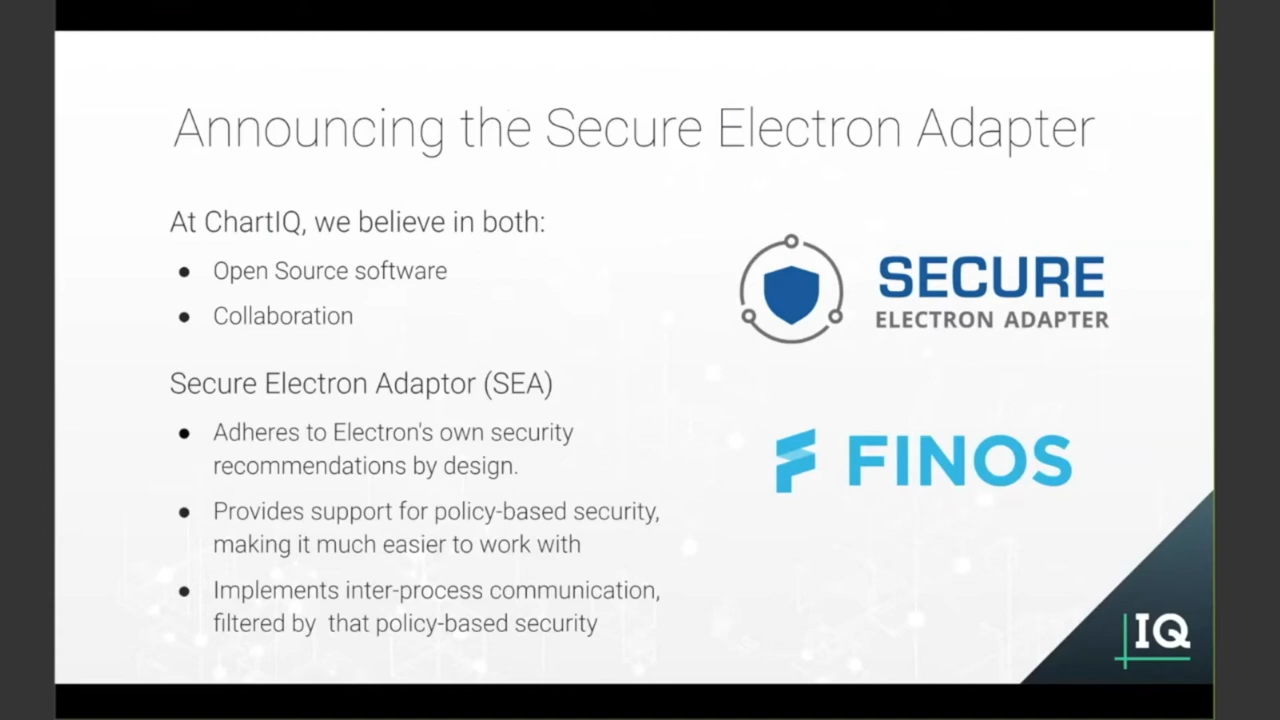 Announcing the Secure Electron Adapter
At ChartIQ, we believe in both:
● Open Source software
● Collaboration
Secure Electron Adaptor (SEA)
● Adheres to Electron's own security
recommendations by design.
● Provides support for policy-based security,
making it much easier to work with
● Implements inter-process communication,
filtered by that policy-based security
SECURE
ELECTRON ADAPTER
FINOS
IQ